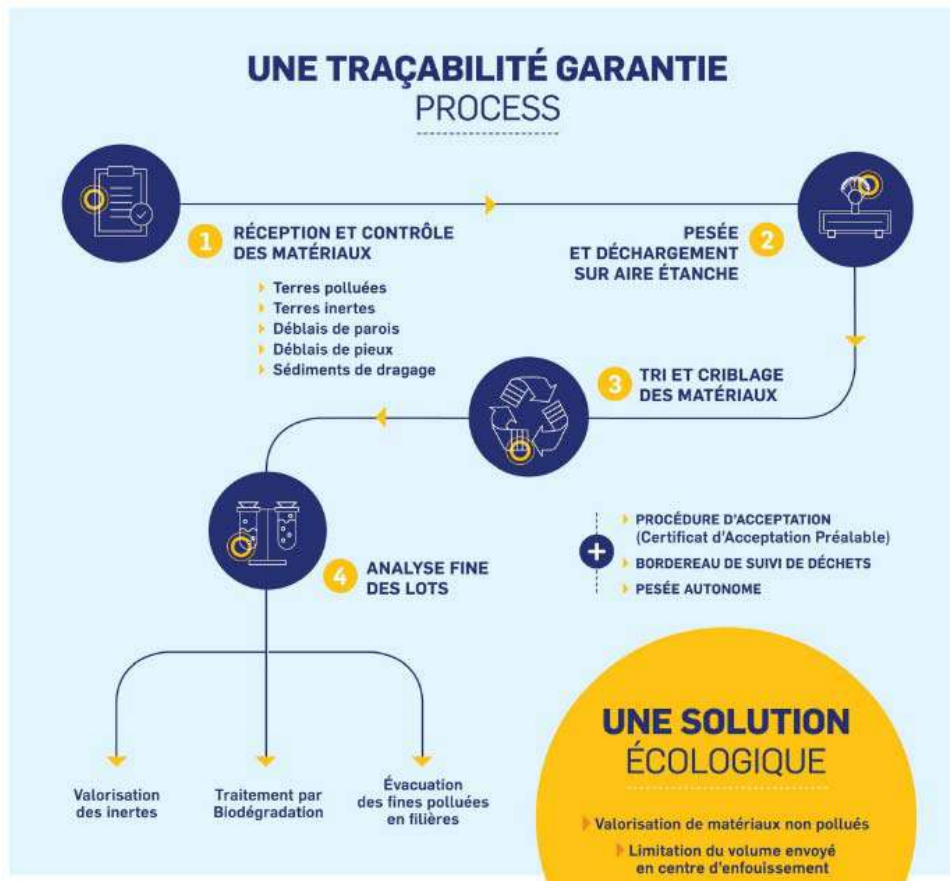 UNE TRAÇABILITÉ GARANTIE
PROCESS
1
RÉCEPTION ET CONTRÔLE
DES MATÉRIAUX
Terres polluées
Terres inertes
Déblais de parois
Déblais de pieux
Sédiments de dragage
PESÉE
ET DÉCHARGEMENT
SUR AIRE ÉTANCHE
2
3
TRI ET CRIBLAGE
DES MATÉRIAUX
4
ANALYSE FINE
DES LOTS
+
PROCÉDURE D'ACCEPTATION
(Certificat d'Acceptation Préalable)
BORDEREAU DE SUIVI DE DÉCHETS
PESÉE AUTONOME
Valorisation
des inertes
Traitement par
Biodégradation
Évacuation
des fines polluées
en filières
UNE SOLUTION
ÉCOLOGIQUE
Valorisation de matériaux non pollués
Limitation du volume envoyé
en centre d'enfouissement